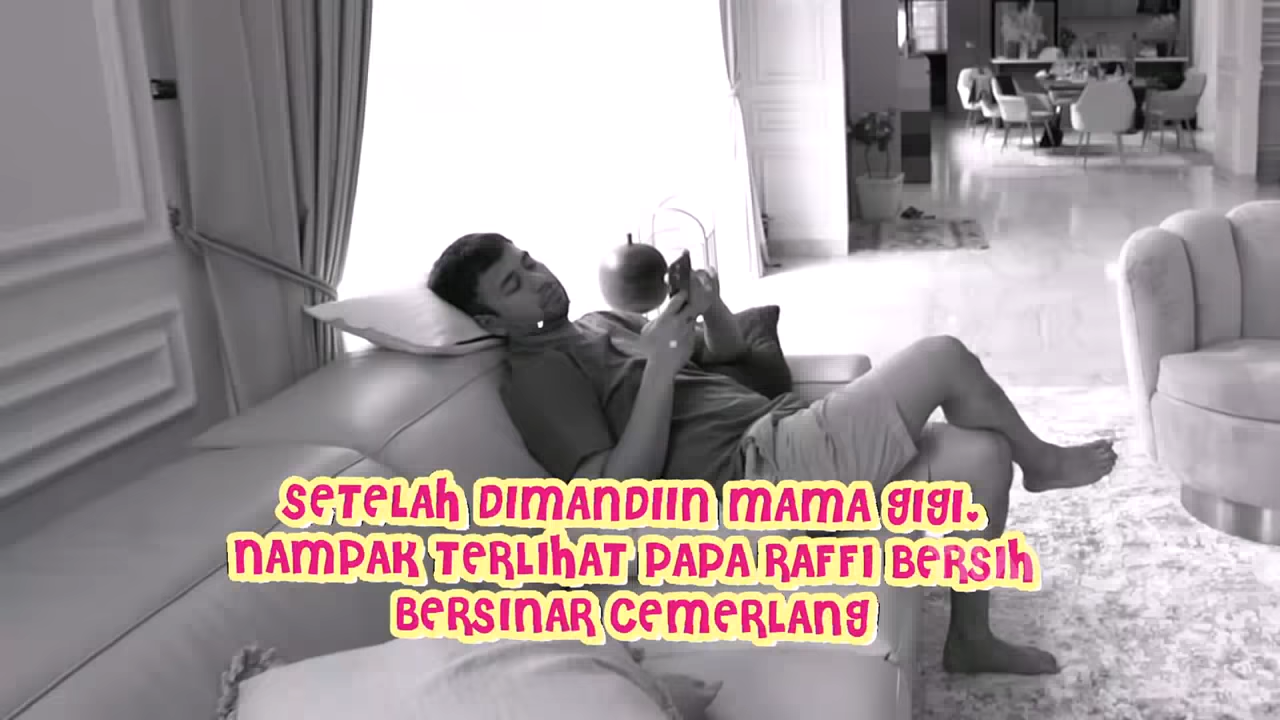 SETELAH DIMANDIIN MAMA GIGI.
NAMPAK TERLIHAT PAPA RAFFI BERSIH
BERSINAR CEMERLANG